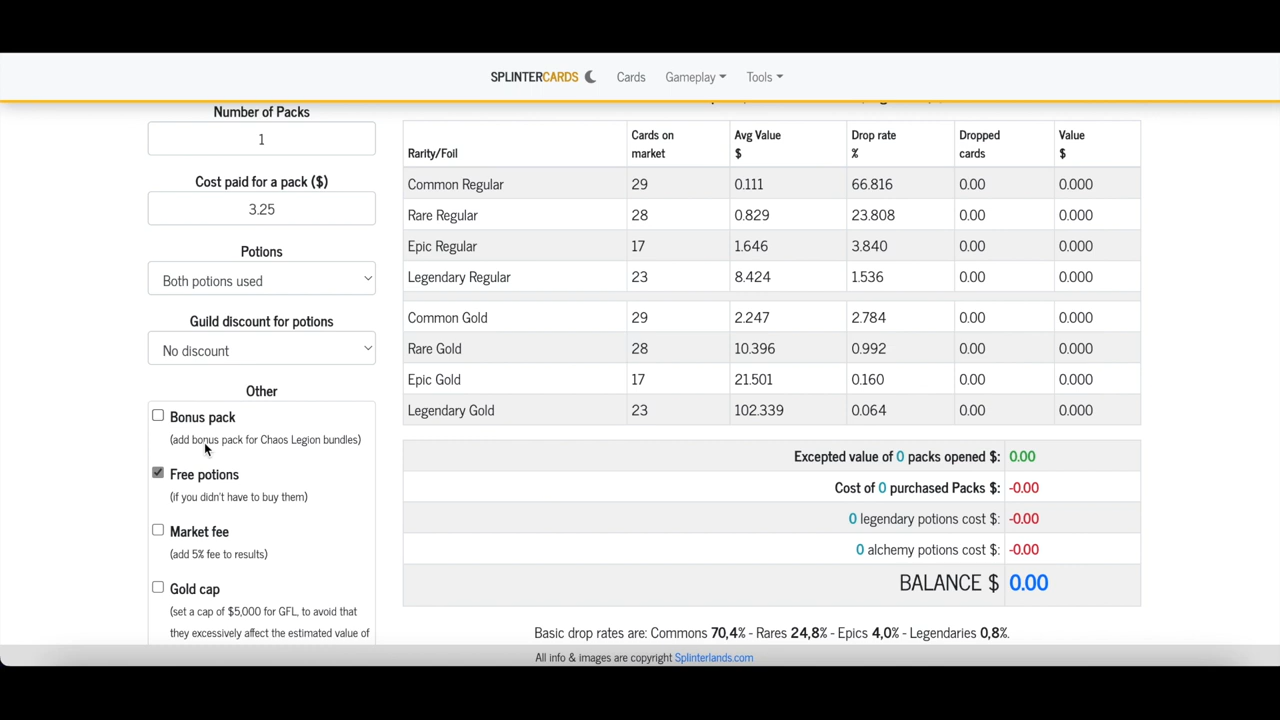 SPLINTERCARDS Cards Gameplay Tools
Number of Packs
1
Cost paid for a pack ($)
3.25
Potions
Both potions used
Guild discount for potions
No discount
Other
Bonus pack
(add bonus pack for Chaos Legion bundles)
Free potions
(if you didn't have to buy them)
Market fee
(add 5% fee to results)
Gold cap
(set a cap of $5,000 for GFL, to avoid that
they excessively affect the estimated value of
Rarity/Foil Cards on market Avg Value $ Drop rate % Dropped cards Value $
Common Regular 29 0.111 66.816 0.00 0.000
Rare Regular 28 0.829 23.808 0.00 0.000
Epic Regular 17 1.646 3.840 0.00 0.000
Legendary Regular 23 8.424 1.536 0.00 0.000
Common Gold 29 2.247 2.784 0.00 0.000
Rare Gold 28 10.396 0.992 0.00 0.000
Epic Gold 17 21.501 0.160 0.00 0.000
Legendary Gold 23 102.339 0.064 0.00 0.000
Excepted value of 0 packs opened $: 0.00
Cost of 0 purchased Packs $: -0.00
0 legendary potions cost $: -0.00
0 alchemy potions cost $: -0.00
BALANCE $ 0.00
Basic drop rates are: Commons 70,4% - Rares 24,8% - Epics 4,0% - Legendaries 0,8%.
All info & images are copyright Splinterlands.com